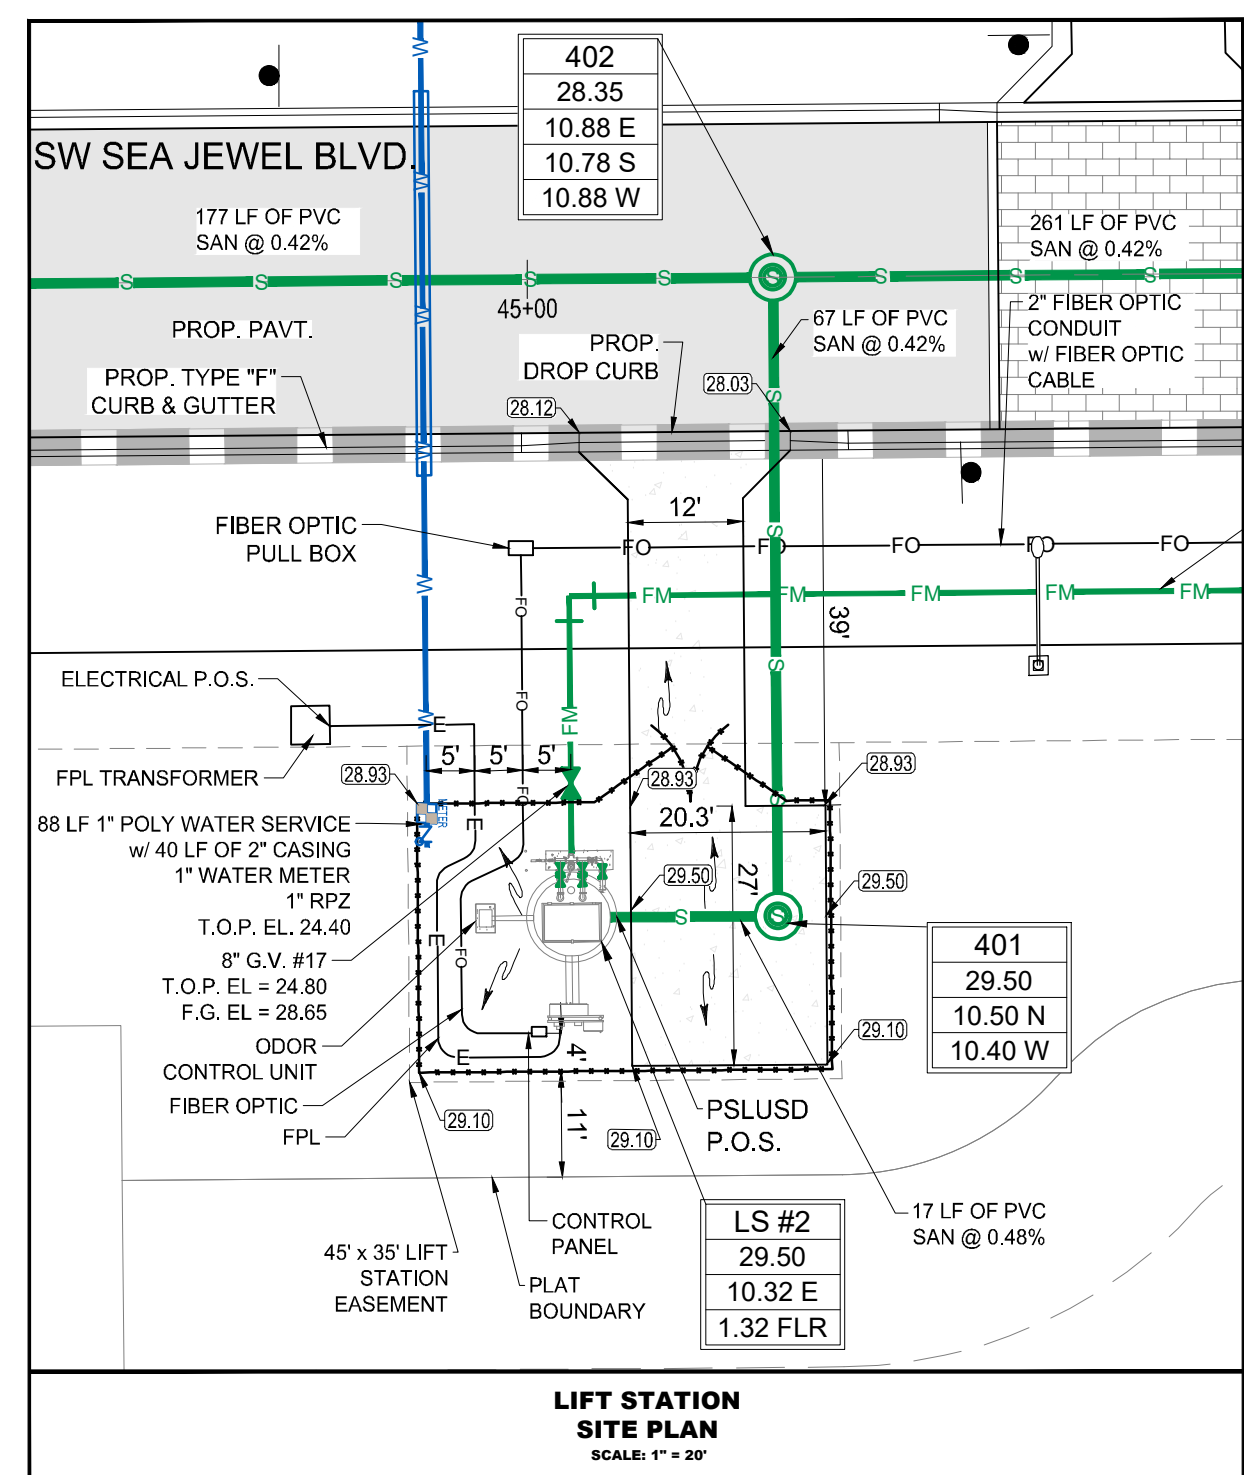 402
28.35
10.88 E
10.78 S
10.88 W
SW SEA JEWEL BLVD.
177 LF OF PVC
SAN @ 0.42%
261 LF OF PVC
SAN @ 0.42%
W
W
W
W
W
W
W
S
S
S
S
S
S
S
S
S
45+00
PROP. PAVT.
2" FIBER OPTIC
CONDUIT
w/ FIBER OPTIC
CABLE
67 LF OF PVC
SAN @ 0.42%
PROP.
DROP CURB
PROP. TYPE "F"
CURB & GUTTER
28.12
28.03
S
S
S
S
12'
FIBER OPTIC
PULL BOX
FO
FO
FO
FO
FO
FO
FO
FO
FO
FM
FM
FM
FM
FM
FM
39'
ELECTRICAL P.O.S.
E
FPL TRANSFORMER
28.93
5'
5'
5'
28.93
28.93
METER
88 LF 1" POLY WATER SERVICE
w/ 40 LF OF 2" CASING
1" WATER METER
1" RPZ
T.O.P. EL. 24.40
E
20.3'
27'
29.50
29.50
S
S
8" G.V. #17
T.O.P. EL = 24.80
F.G. EL = 28.65
E
401
29.50
10.50 N
10.40 W
ODOR
CONTROL UNIT
FIBER OPTIC
FPL
E
4'
11'
29.10
29.10
29.10
PSLUSD
P.O.S.
CONTROL
PANEL
17 LF OF PVC
SAN @ 0.48%
LS #2
29.50
10.32 E
1.32 FLR
45' x 35' LIFT
STATION
EASEMENT
PLAT
BOUNDARY
LIFT STATION
SITE PLAN
SCALE: 1" = 20'